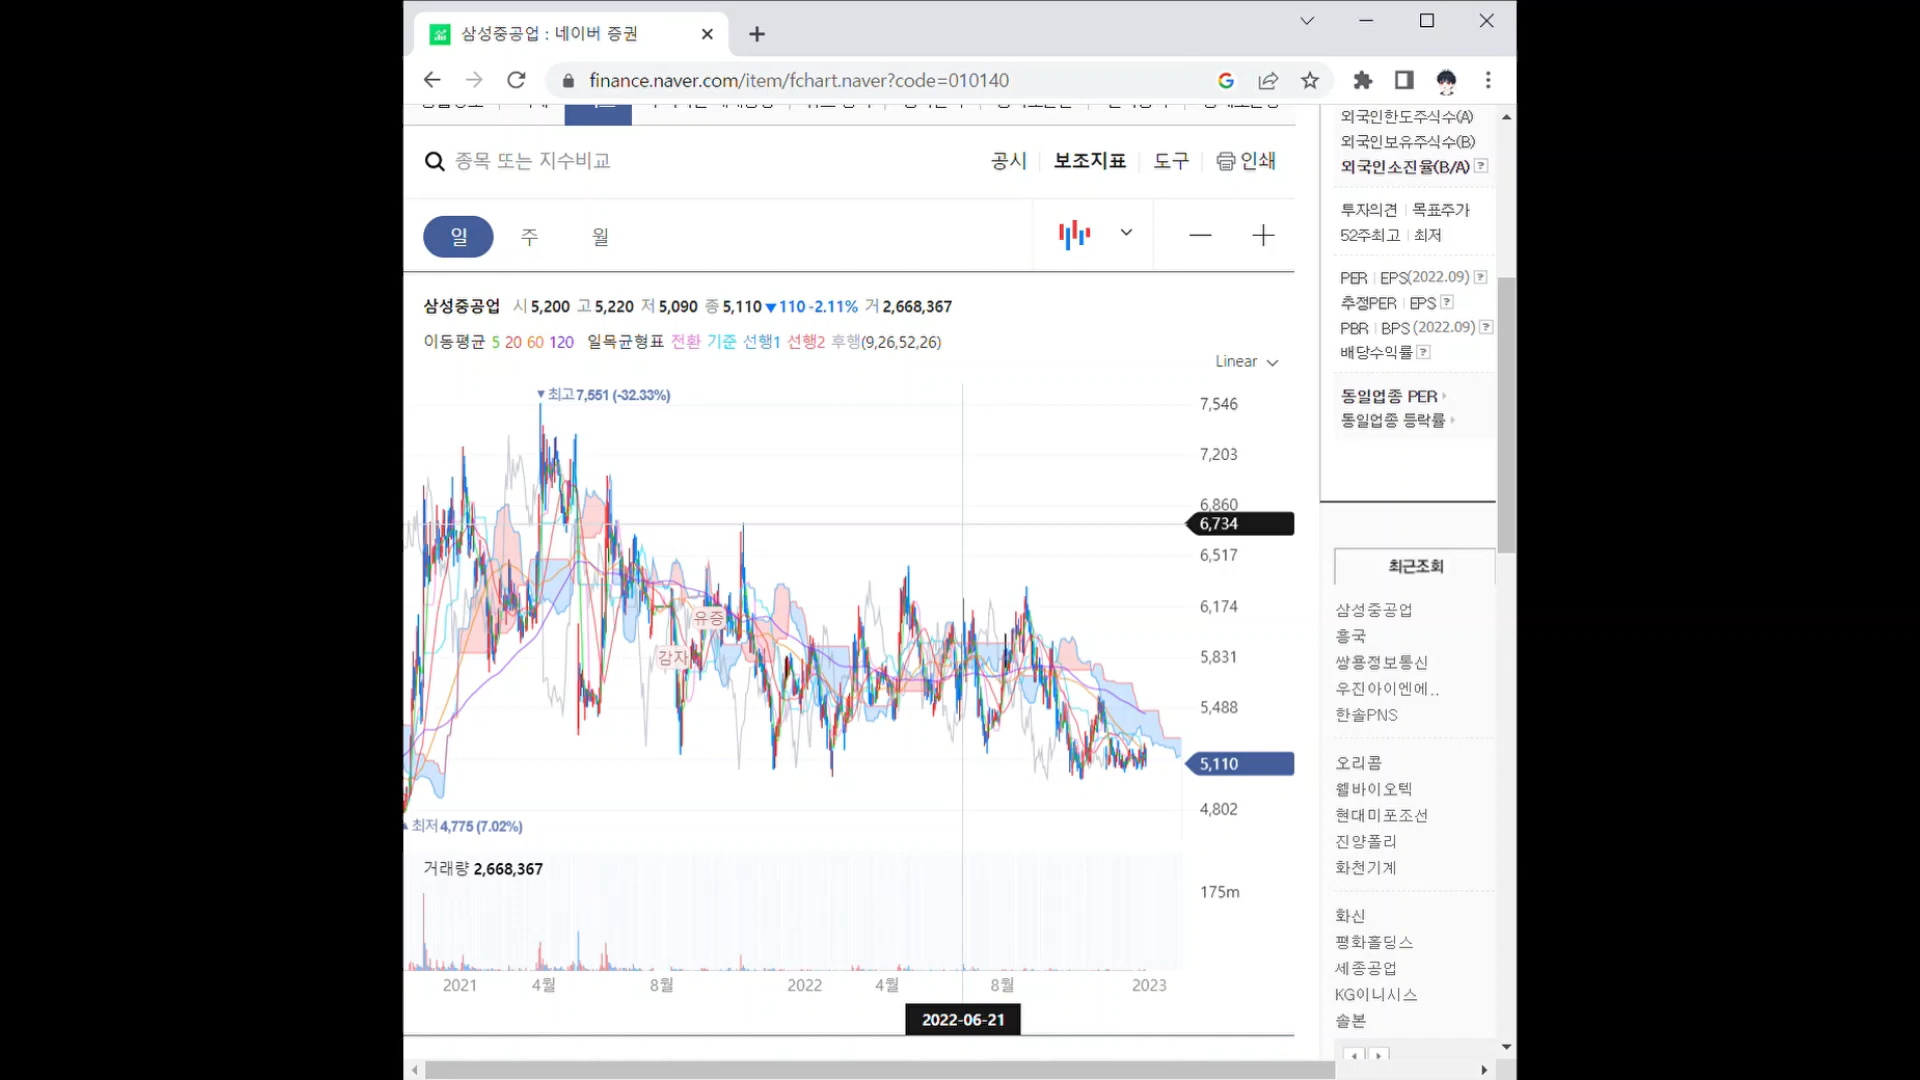 삼성중공업 : 네이버 증권
finance.naver.com/item/fchart.naver?code=010140
종목 또는 지수비교
공시 보조지표 도구 인쇄
일 주 월
삼성중공업 시 5,200 고 5,220 저 5,090 종 5,110 ▼110 -2.11% 거 2,668,367
이동평균 5 20 60 120 일목균형표 전환 기준 선행1 선행2 후행(9,26,52,26)
Linear
▼최고7,551 (-32.33%)
7,546
7,203
6,860
6,734
6,517
6,174
5,831
5,488
5,110
4,802
유증
감자
▲최저4,775 (7.02%)
거래량 2,668,367
175m
2021 4월 8월 2022 4월 8월 2023
2022-06-21
외국인한도주식수(A)
외국인보유주식수(B)
외국인소진율(B/A) ?
투자의견 | 목표주가
52주최고 | 최저
PER | EPS(2022.09) ?
추정PER | EPS ?
PBR | BPS (2022.09) ?
배당수익률 ?
동일업종 PER
동일업종 등락률
최근조회
삼성중공업
흥국
쌍용정보통신
우진아이엔에..
한솔PNS
오리콤
웰바이오텍
현대미포조선
진양폴리
화천기계
화신
평화홀딩스
세종공업
KG이니시스
솔본